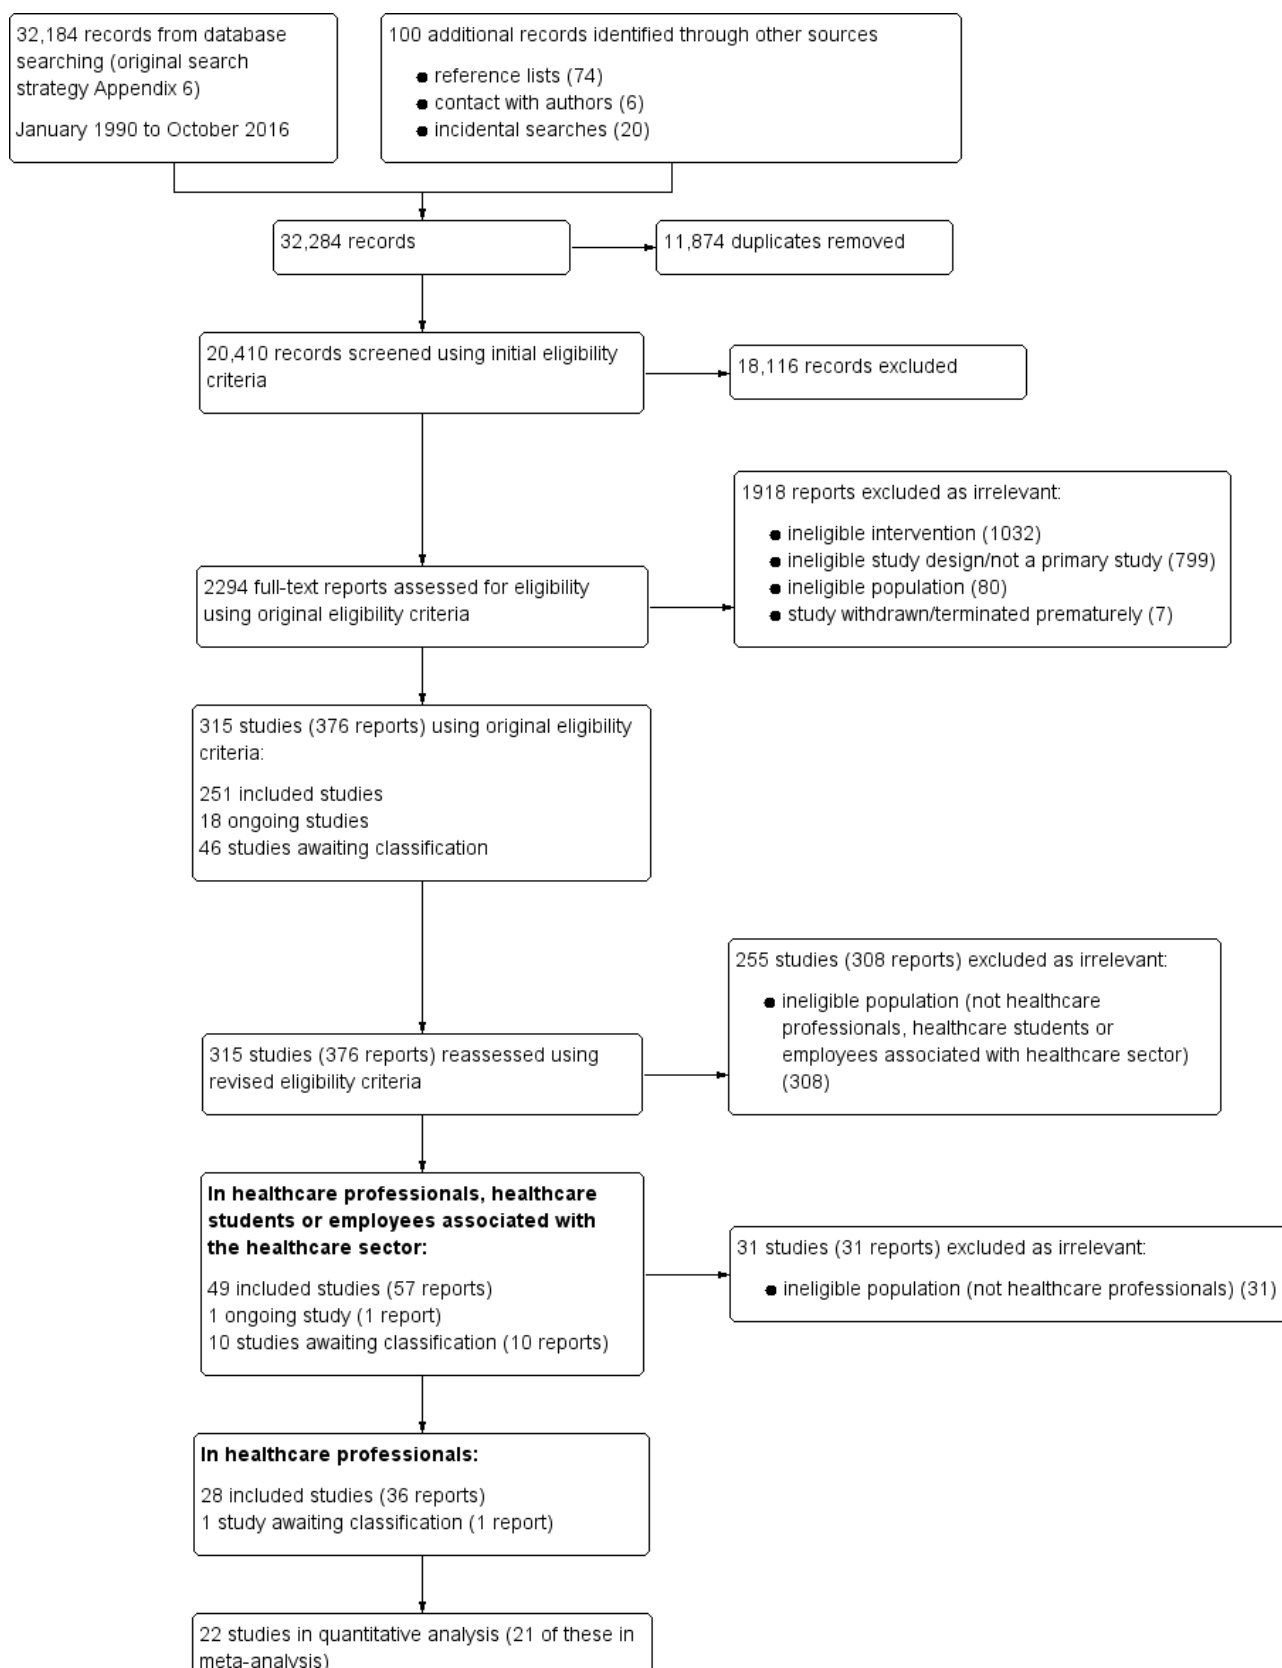 32,184 records from database
searching (original search
strategy Appendix 6)
January 1990 to October 2016
100 additional records identified through other sources
● reference lists (74)
● contact with authors (6)
● incidental searches (20)
32,284 records
11,874 duplicates removed
20,410 records screened using initial eligibility
criteria
18,116 records excluded
1918 reports excluded as irrelevant:
● ineligible intervention (1032)
● ineligible study design/not a primary study (799)
● ineligible population (80)
● study withdrawn/terminated prematurely (7)
2294 full-text reports assessed for eligibility
using original eligibility criteria
315 studies (376 reports) using original eligibility
criteria:
251 included studies
18 ongoing studies
46 studies awaiting classification
255 studies (308 reports) excluded as irrelevant:
● ineligible population (not healthcare
professionals, healthcare students or
employees associated with healthcare sector)
(308)
315 studies (376 reports) reassessed using
revised eligibility criteria
In healthcare professionals, healthcare
students or employees associated with
the healthcare sector:
49 included studies (57 reports)
1 ongoing study (1 report)
10 studies awaiting classification (10 reports)
31 studies (31 reports) excluded as irrelevant:
● ineligible population (not healthcare professionals) (31)
In healthcare professionals:
28 included studies (36 reports)
1 study awaiting classification (1 report)
22 studies in quantitative analysis (21 of these in
meta-analysis)